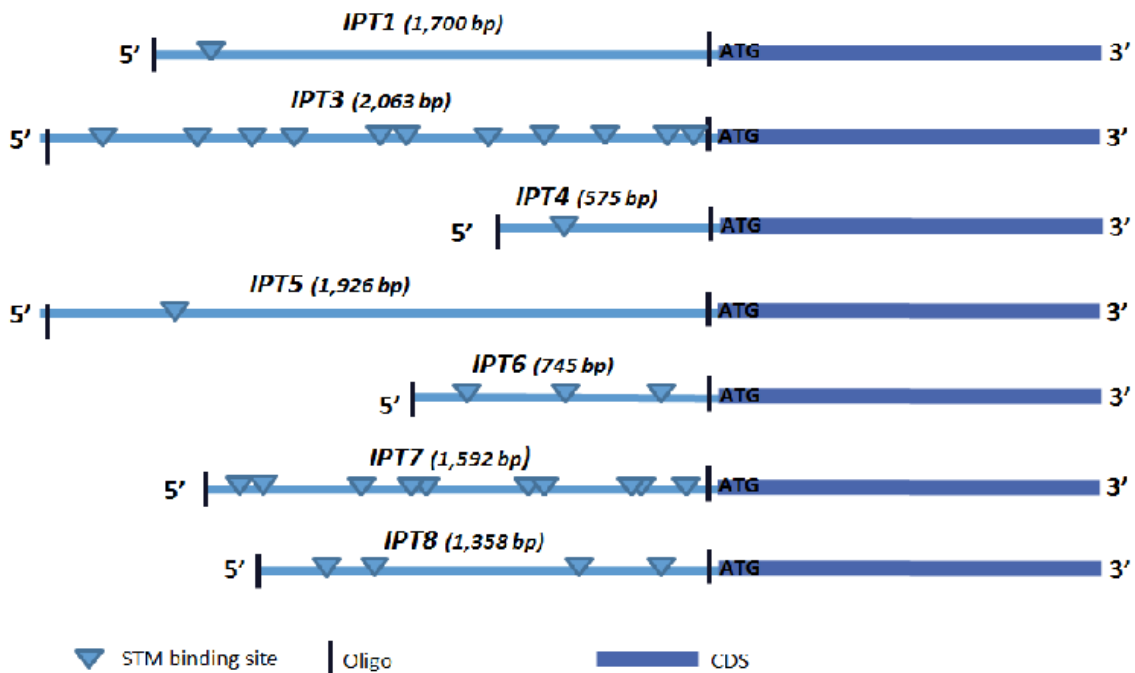 IPT1 (1,700 bp)
5’ ATG 3’
IPT3 (2,063 bp)
5’ ATG 3’
IPT4 (575 bp)
5’ ATG 3’
IPT5 (1,926 bp)
5’ ATG 3’
IPT6 (745 bp)
5’ ATG 3’
IPT7 (1,592 bp)
5’ ATG 3’
IPT8 (1,358 bp)
5’ ATG 3’
STM binding site Oligo CDS